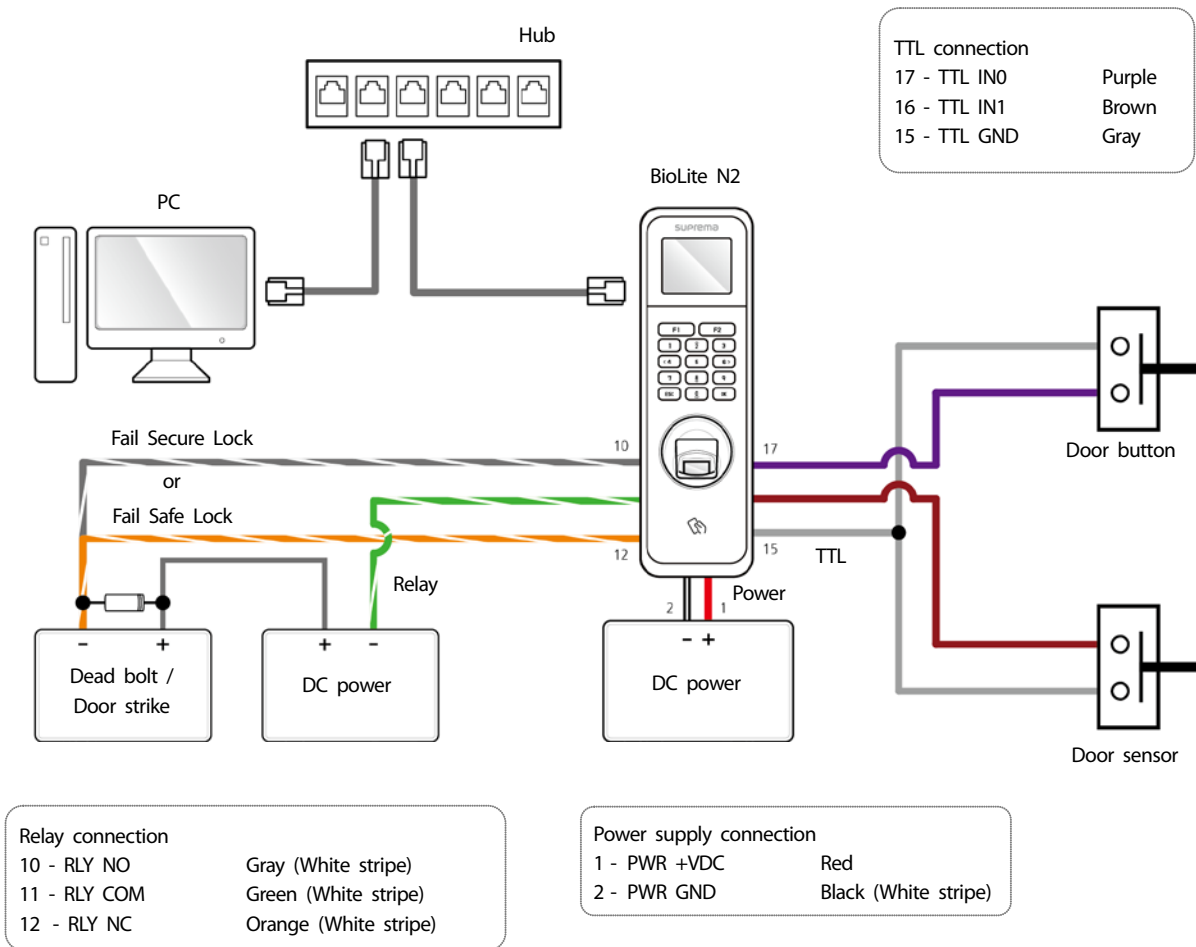 Hub
TTL connection
17 - TTL IN0 Purple
16 - TTL IN1 Brown
15 - TTL GND Gray
BioLite N2
PC
suprema
F1 F2
1 2 3
ESC
Fail Secure Lock
or
Fail Safe Lock
10
17
12
15
TTL
Relay
Power
2 1
- +
+ -
- +
Dead bolt /
Door strike
DC power
DC power
Door button
Door sensor
Relay connection
10 - RLY NO Gray (White stripe)
11 - RLY COM Green (White stripe)
12 - RLY NC Orange (White stripe)
Power supply connection
1 - PWR +VDC Red
2 - PWR GND Black (White stripe)